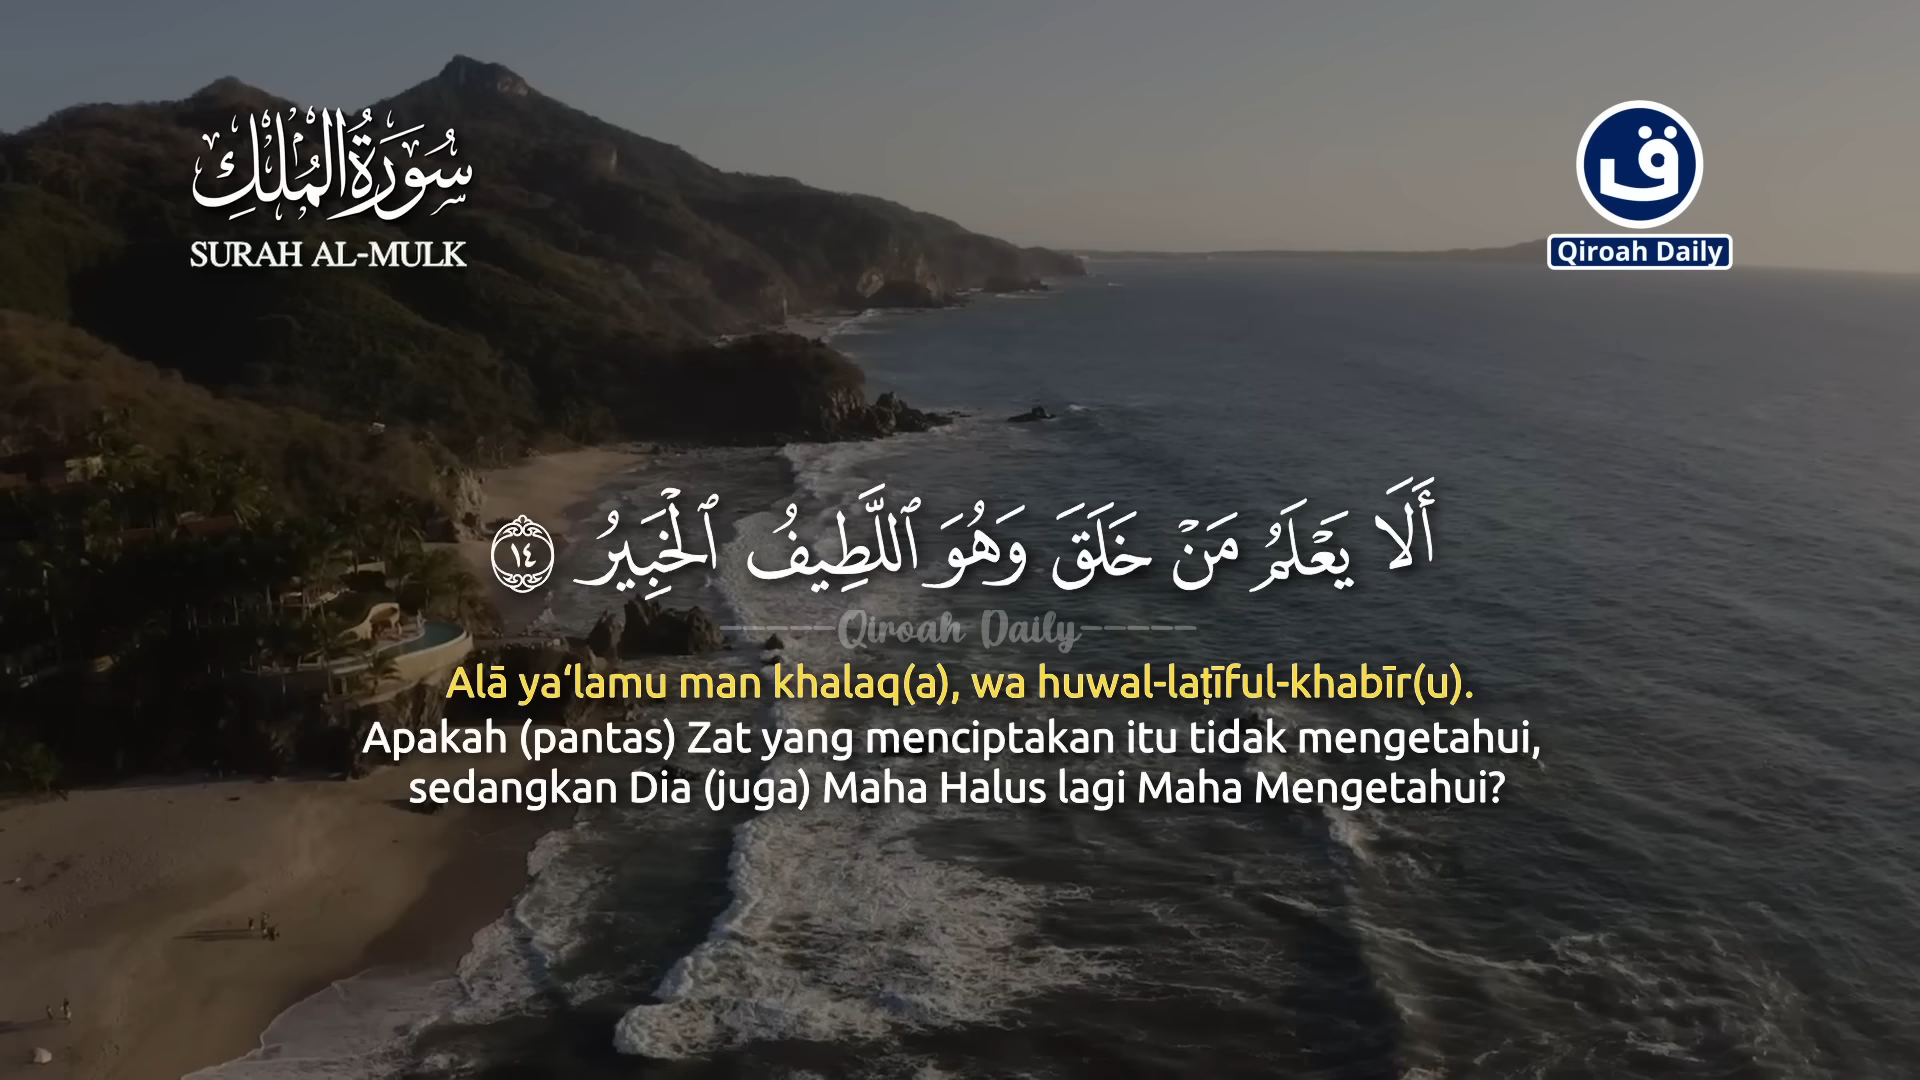 سُورَةُ الْمُلْكِ
SURAH AL-MULK
ق
Qiroah Daily
أَلَا يَعْلَمُ مَنْ خَلَقَ وَهُوَ ٱللَّطِيفُ ٱلْخَبِيرُ ١٤
-----Qiroah Daily-----
Alā ya‘lamu man khalaq(a), wa huwal-laṭīful-khabīr(u).
Apakah (pantas) Zat yang menciptakan itu tidak mengetahui,
sedangkan Dia (juga) Maha Halus lagi Maha Mengetahui?